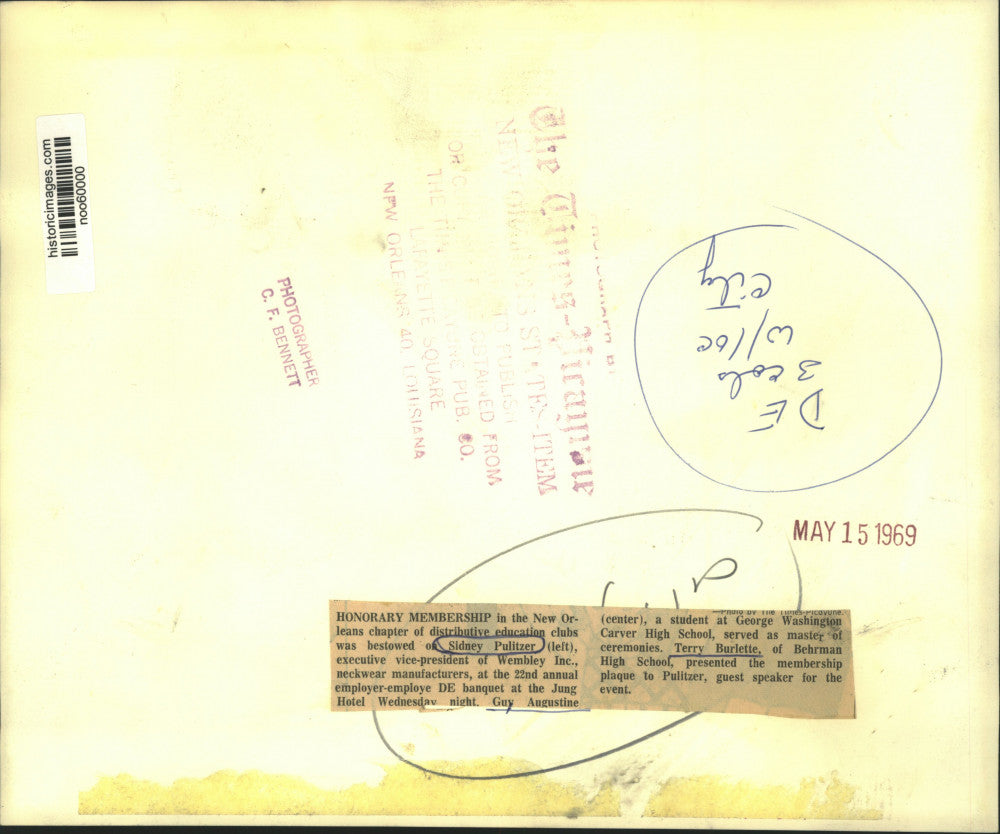 historicimages.com
noo60000
PHOTOGRAPHER
C. F. BENNETT
PHOTOGRAPH BY
The Times-Picayune
NEW ORLEANS STATES-ITEM
TO PUBLISH
OBTAINED FROM
THE TIMES PUB. CO.
LAFAYETTE SQUARE
NEW ORLEANS 40, LOUISIANA
DE
3 cols
City
MAY 15 1969
HONORARY MEMBERSHIP in the New Or-
leans chapter of distributive education clubs
was bestowed on Sidney Pulitzer (left),
executive vice-president of Wembley Inc.,
neckwear manufacturers, at the 22nd annual
employer-employe DE banquet at the Jung
Hotel Wednesday night. Guy Augustine
—Photo by The Times-Picayune.
(center), a student at George Washington
Carver High School, served as master of
ceremonies. Terry Burlette, of Behrman
High School, presented the membership
plaque to Pulitzer, guest speaker for the
event.